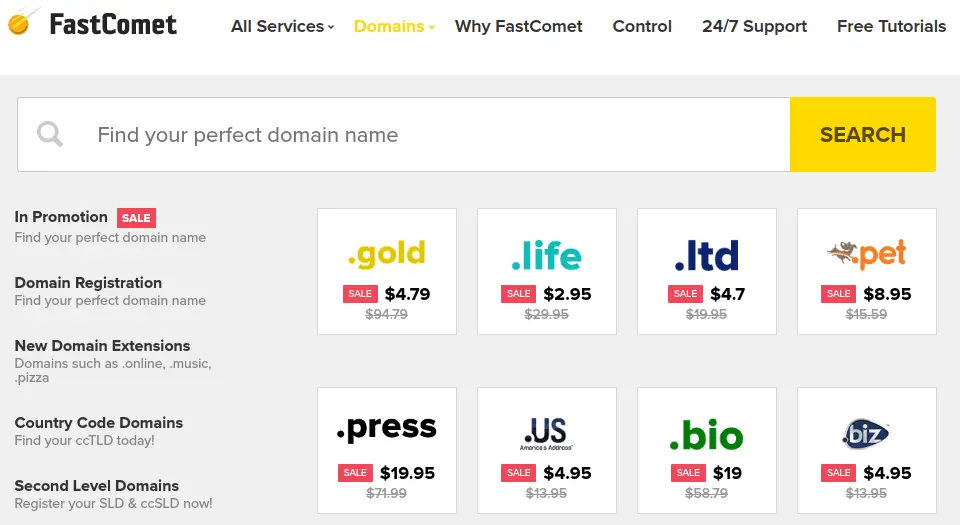 FastComet
All Services Domains Why FastComet Control 24/7 Support Free Tutorials
Find your perfect domain name
SEARCH
In Promotion SALE
Find your perfect domain name
Domain Registration
Find your perfect domain name
New Domain Extensions
Domains such as .online, .music,
.pizza
Country Code Domains
Find your ccTLD today!
Second Level Domains
Register your SLD & ccSLD now!
.gold
SALE $4.79
$94.79
.life
SALE $2.95
$29.95
.ltd
SALE $4.7
$19.95
.pet
SALE $8.95
$15.59
.press
SALE $19.95
$71.99
.US
America's Address
SALE $4.95
$13.95
.bio
SALE $19
$58.79
.biz
SALE $4.95
$13.95